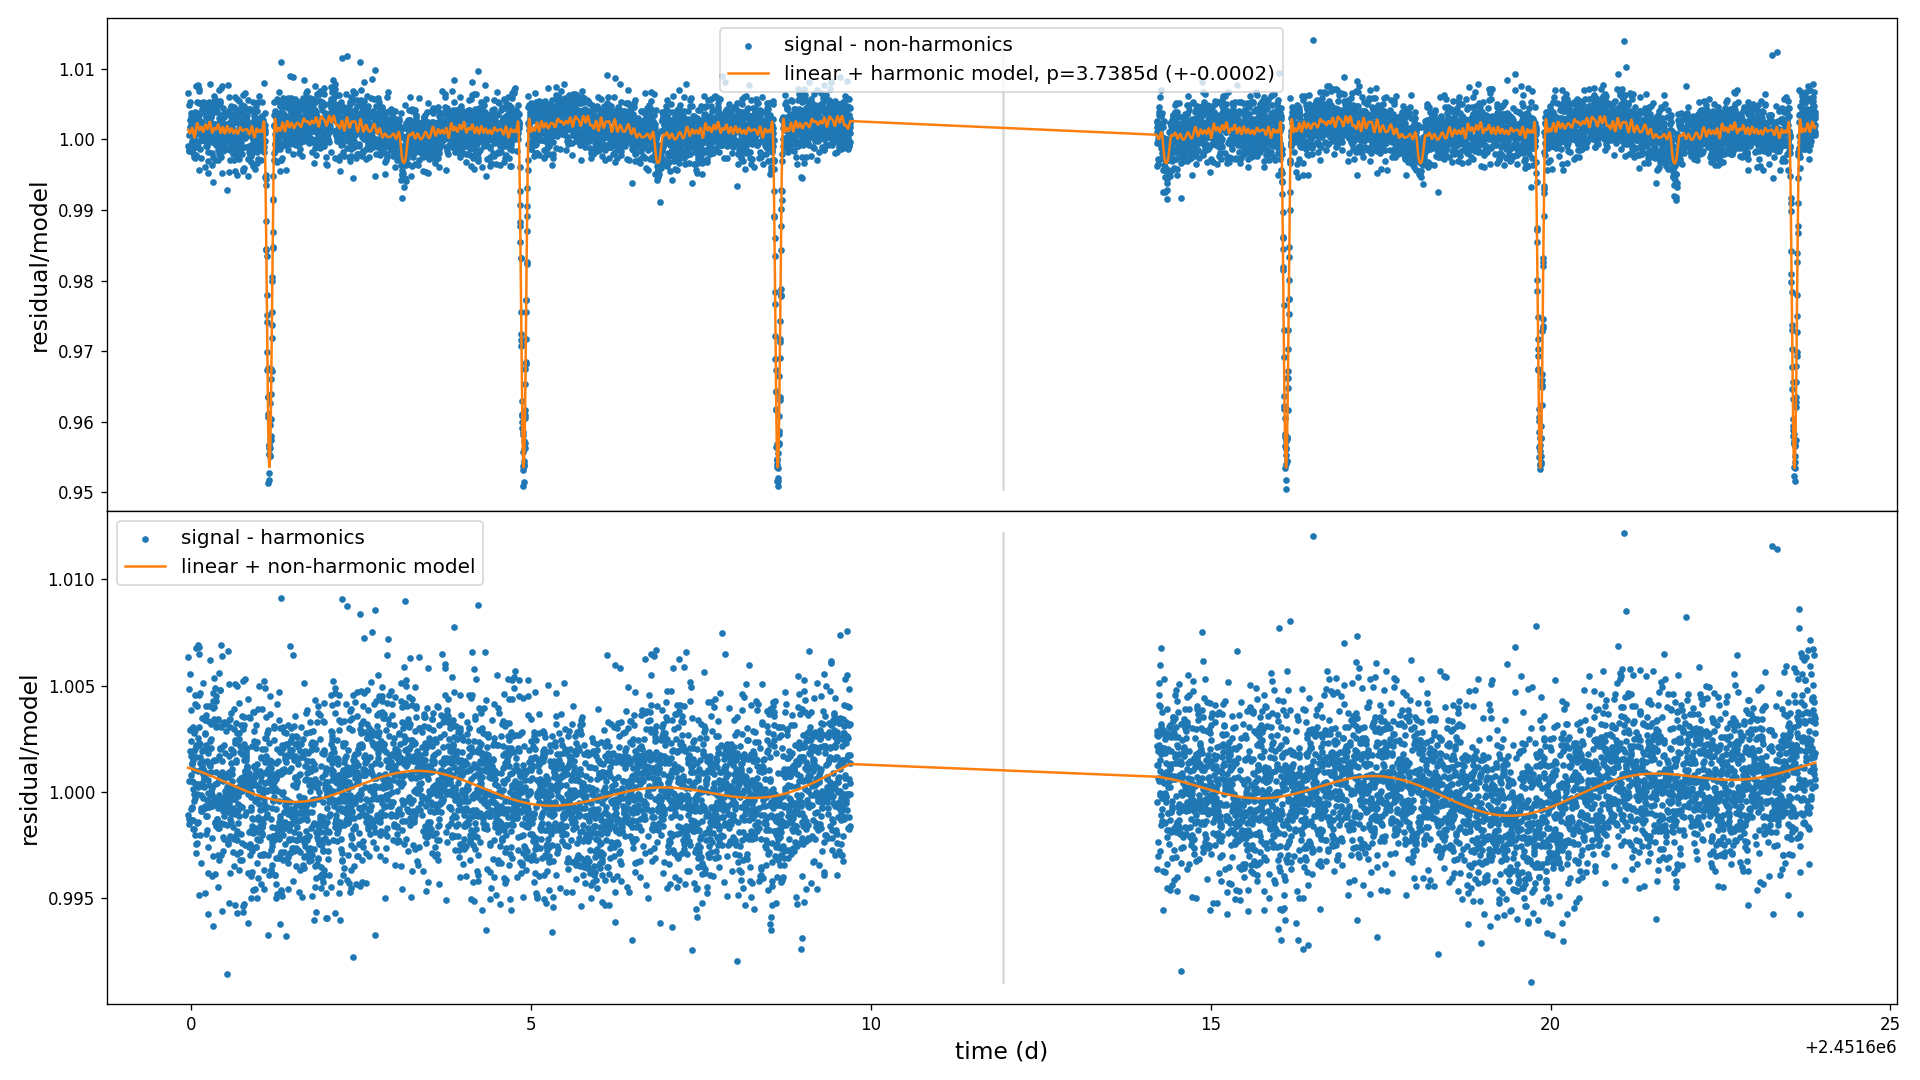 signal - non-harmonics
linear + harmonic model, p=3.7385d (+-0.0002)
1.01
1.00
0.99
0.98
0.97
0.96
0.95
residual/model
signal - harmonics
linear + non-harmonic model
1.010
1.005
1.000
0.995
residual/model
0
5
10
15
20
25
time (d)
+2.4516e6